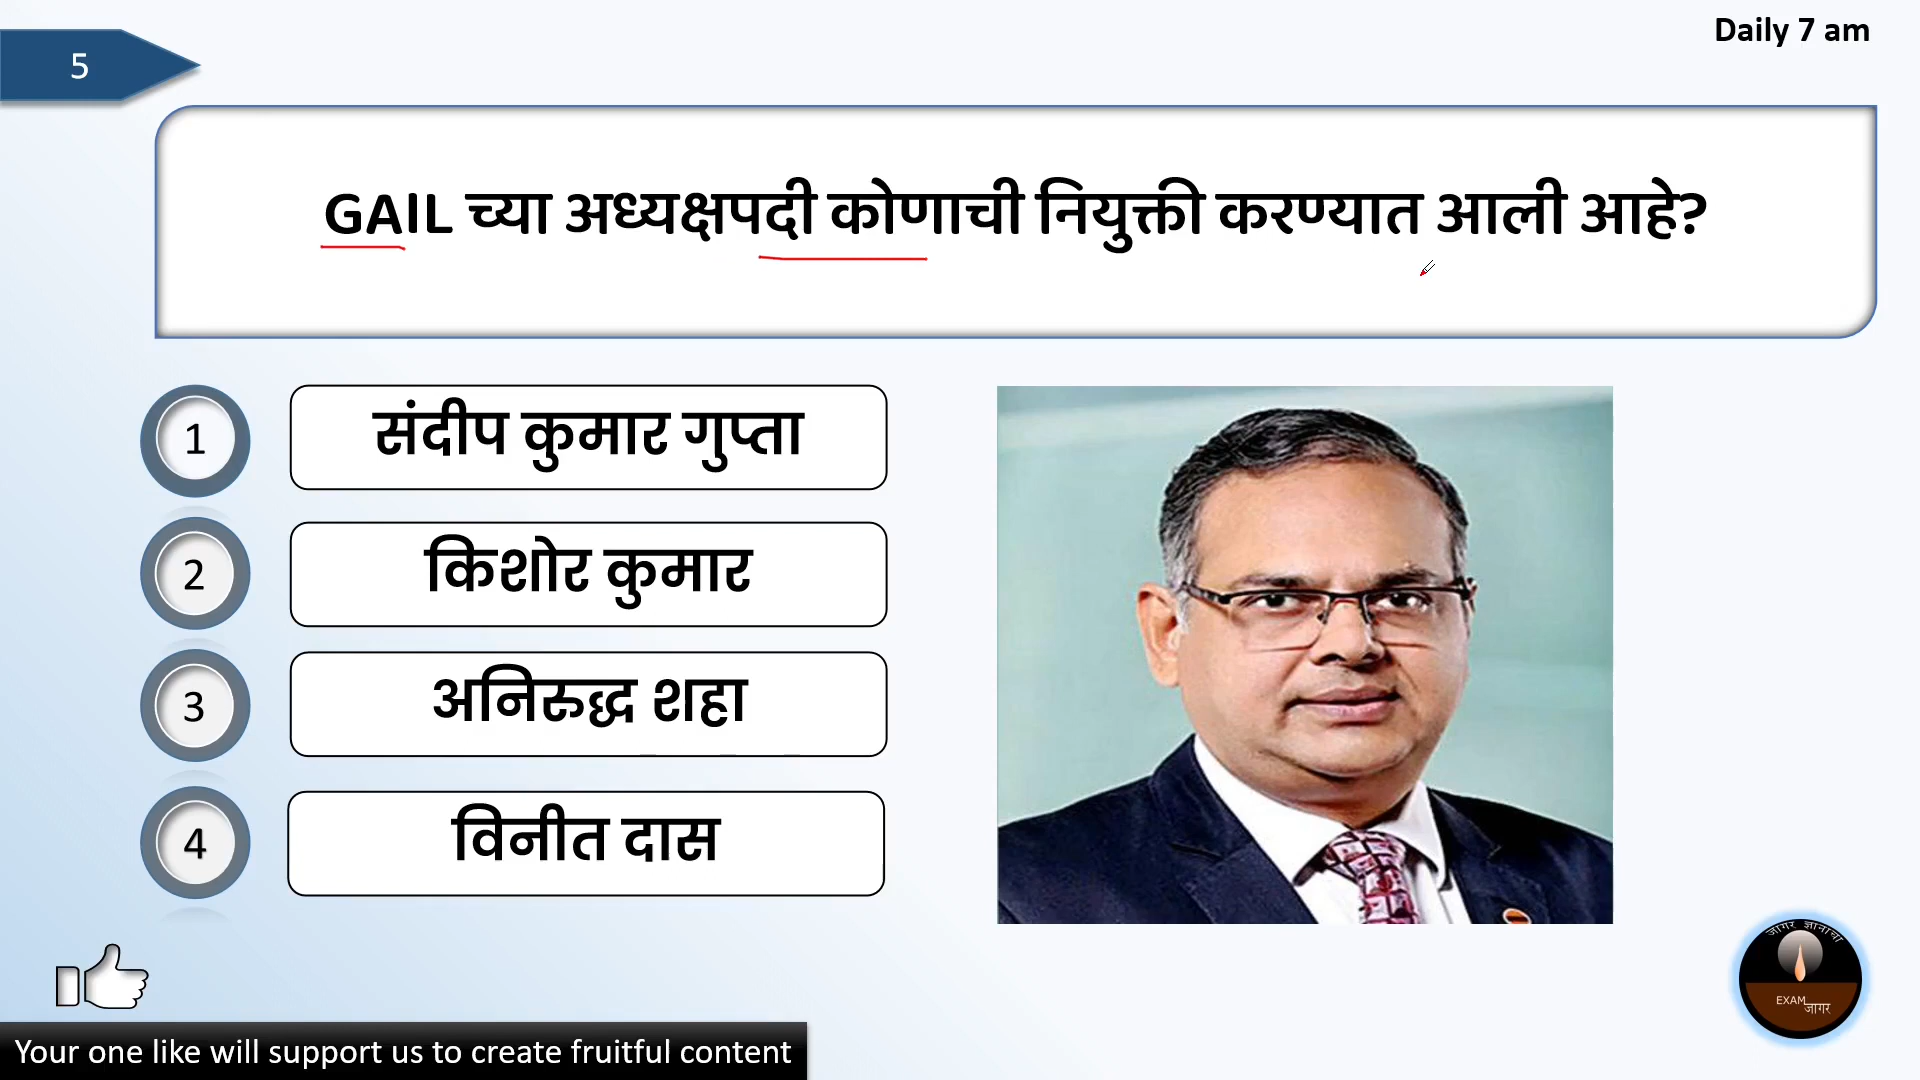 Daily 7 am
5
GAIL च्या अध्यक्षपदी कोणाची नियुक्ती करण्यात आली आहे?
1
संदीप कुमार गुप्ता
2
किशोर कुमार
3
अनिरुद्ध शहा
4
विनीत दास
जागर ज्ञानाचा
EXAM
जागर
Your one like will support us to create fruitful content